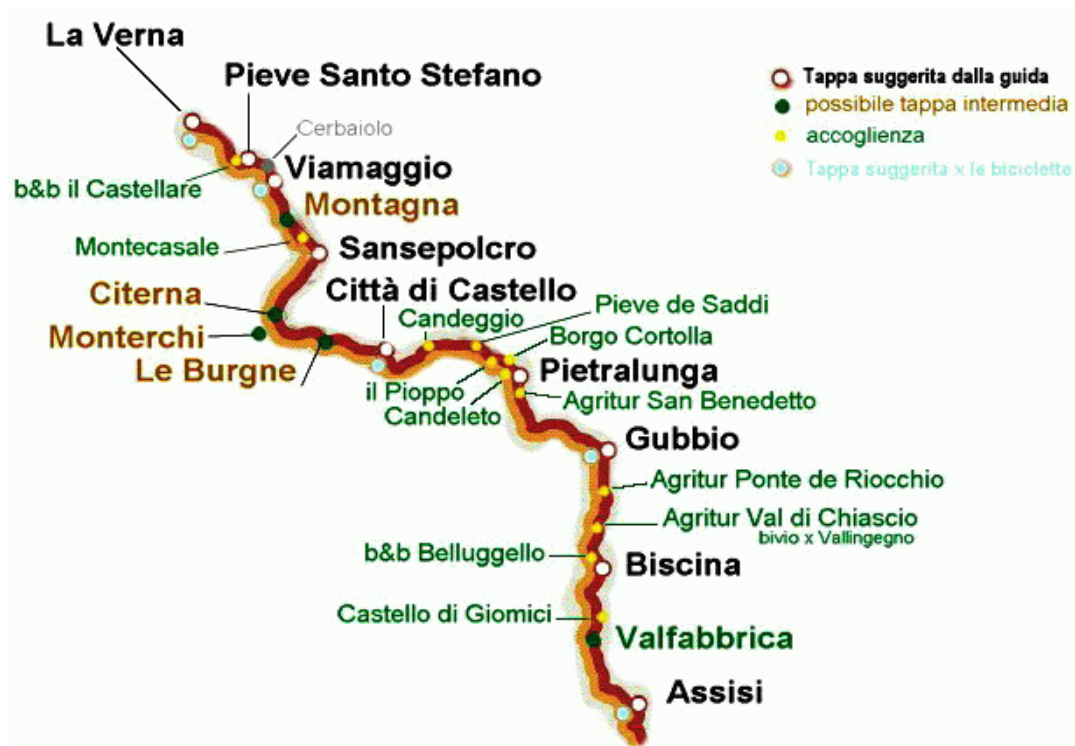 La Verna
Pieve Santo Stefano
Tappa suggerita dalla guida
possibile tappa intermedia
Cerbaiolo
accoglienza
Viamaggio
Tappa suggerita x le biciclette
b&b il Castellare
Montagna
Montecasale
Sansepolcro
Citerna
Città di Castello
Pieve de Saddi
Candeggio
Monterchi
Borgo Cortolla
Le Burgne
Pietralunga
il Pioppo
Agritur San Benedetto
Candeleto
Gubbio
Agritur Ponte de Riocchio
Agritur Val di Chiascio
bivio x Vallingegno
b&b Belluggello
Biscina
Castello di Giomici
Valfabbrica
Assisi